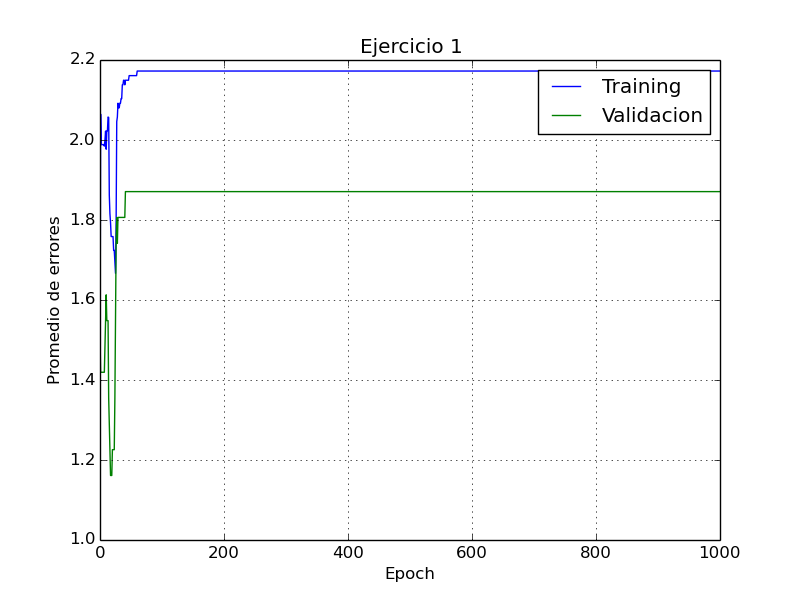 Ejercicio 1
2.2
2.0
1.8
1.6
1.4
1.2
1.0
Promedio de errores
Training
Validacion
0 200 400 600 800 1000
Epoch